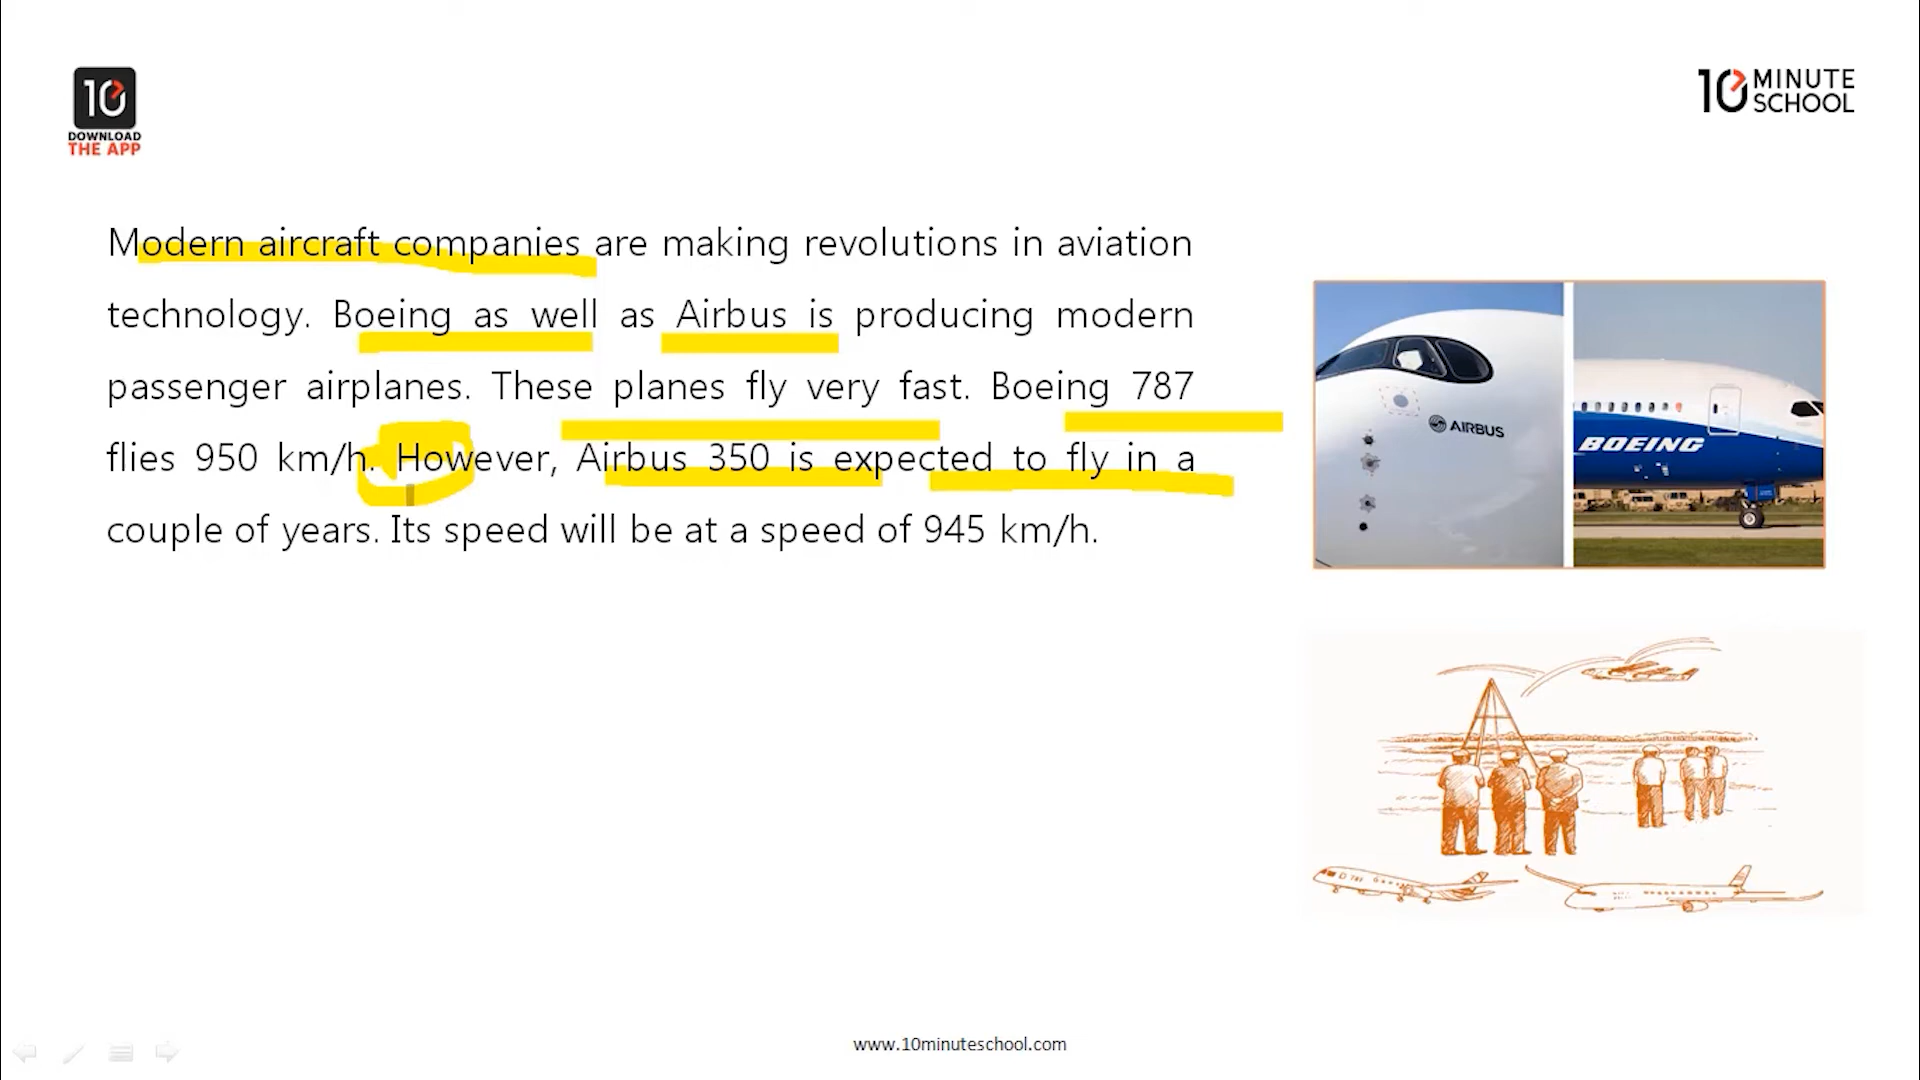 10
DOWNLOAD
THE APP
10 MINUTE
SCHOOL
Modern aircraft companies are making revolutions in aviation
technology. Boeing as well as Airbus is producing modern
passenger airplanes. These planes fly very fast. Boeing 787
flies 950 km/h. However, Airbus 350 is expected to fly in a
couple of years. Its speed will be at a speed of 945 km/h.
AIRBUS
BOEING
www.10minuteschool.com